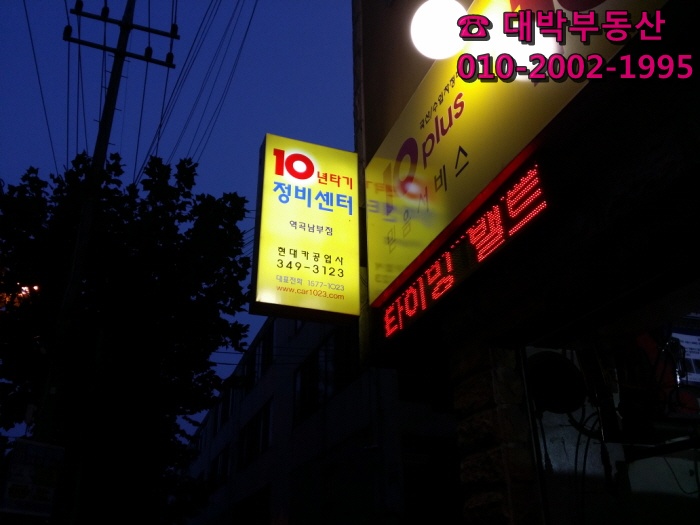 ☎ 대박부동산
010-2002-1995
10년타기
정비센터
역곡남부점
현대카공업사
349-3123
대표전화 1577-1023
www.car1023.com
10 plus
서비스
타이밍 밸트